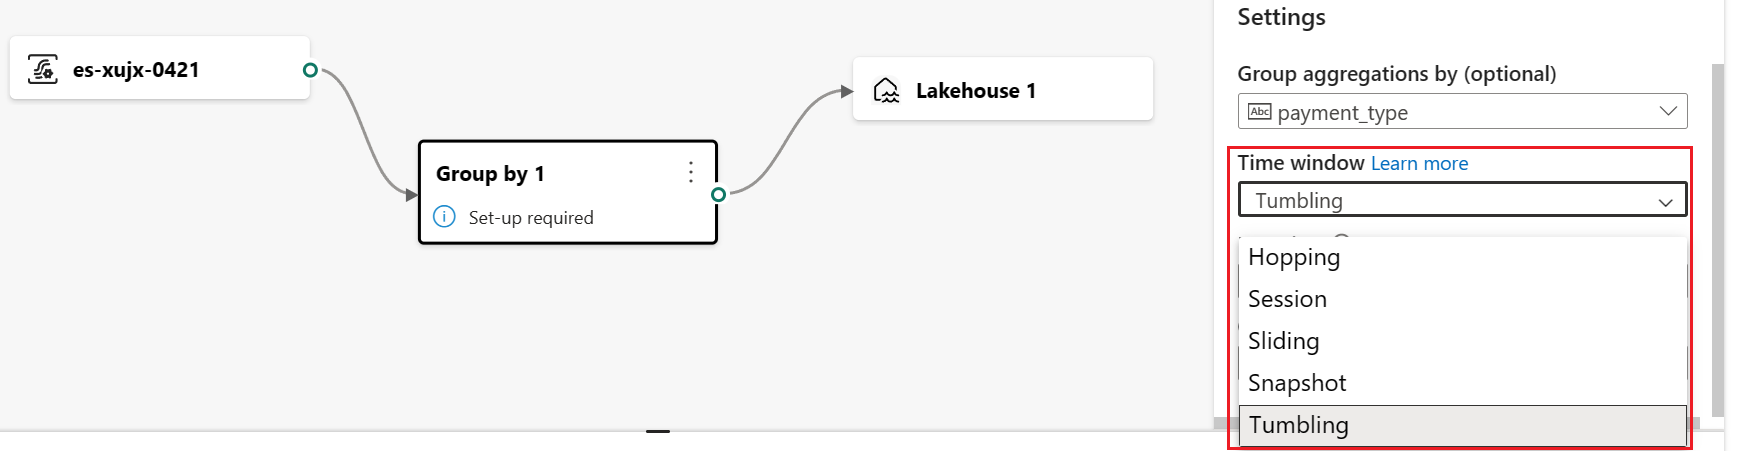 es-xujx-0421
Group by 1
Set-up required
Lakehouse 1
Settings
Group aggregations by (optional)
Abc payment_type
Time window Learn more
Tumbling
Hopping
Session
Sliding
Snapshot
Tumbling